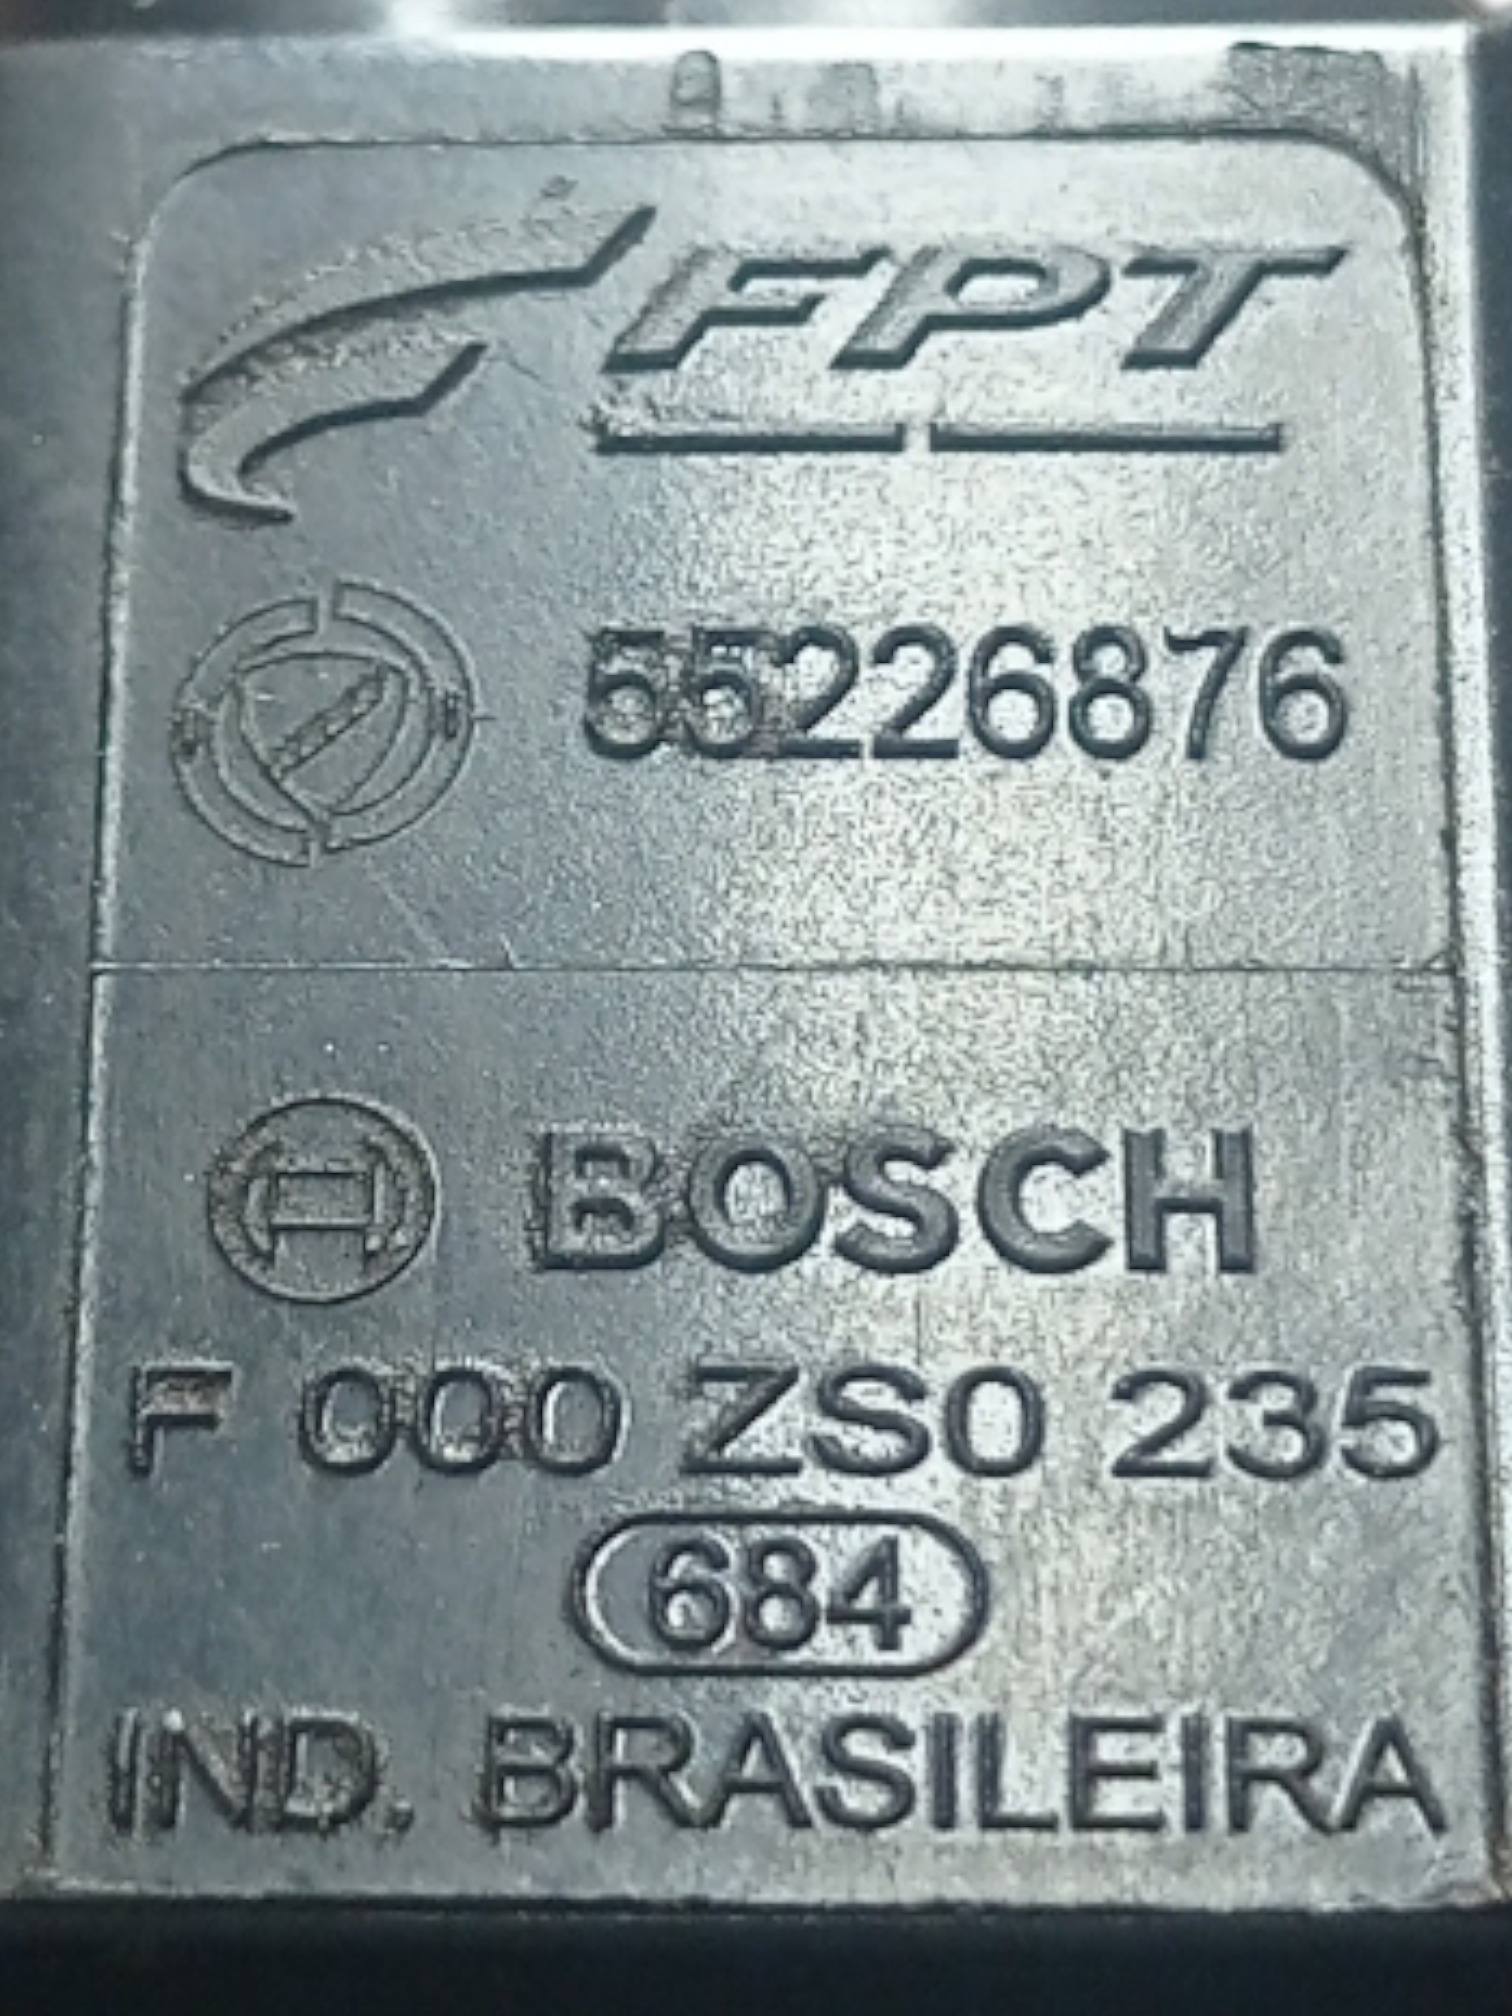 FPT
55226876
BOSCH
F 000 ZS0 235
684
IND. BRASILEIRA